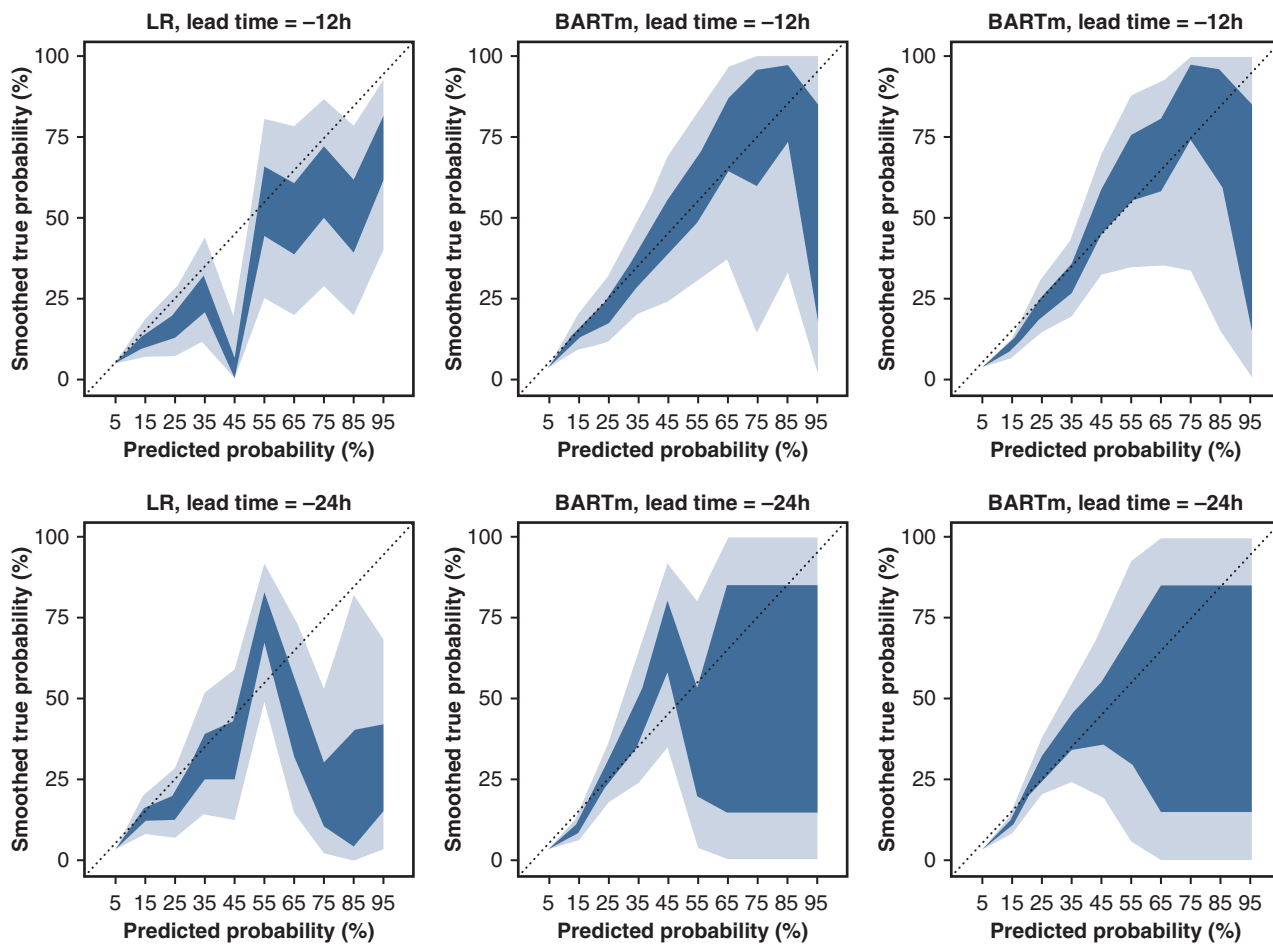 LR, lead time = –12h
BARTm, lead time = –12h
BARTm, lead time = –12h
Smoothed true probability (%)
100
75
50
25
0
5 15 25 35 45 55 65 75 85 95
Predicted probability (%)
Smoothed true probability (%)
100
75
50
25
0
5 15 25 35 45 55 65 75 85 95
Predicted probability (%)
Smoothed true probability (%)
100
75
50
25
0
5 15 25 35 45 55 65 75 85 95
Predicted probability (%)
LR, lead time = –24h
BARTm, lead time = –24h
BARTm, lead time = –24h
Smoothed true probability (%)
100
75
50
25
0
5 15 25 35 45 55 65 75 85 95
Predicted probability (%)
Smoothed true probability (%)
100
75
50
25
0
5 15 25 35 45 55 65 75 85 95
Predicted probability (%)
Smoothed true probability (%)
100
75
50
25
0
5 15 25 35 45 55 65 75 85 95
Predicted probability (%)